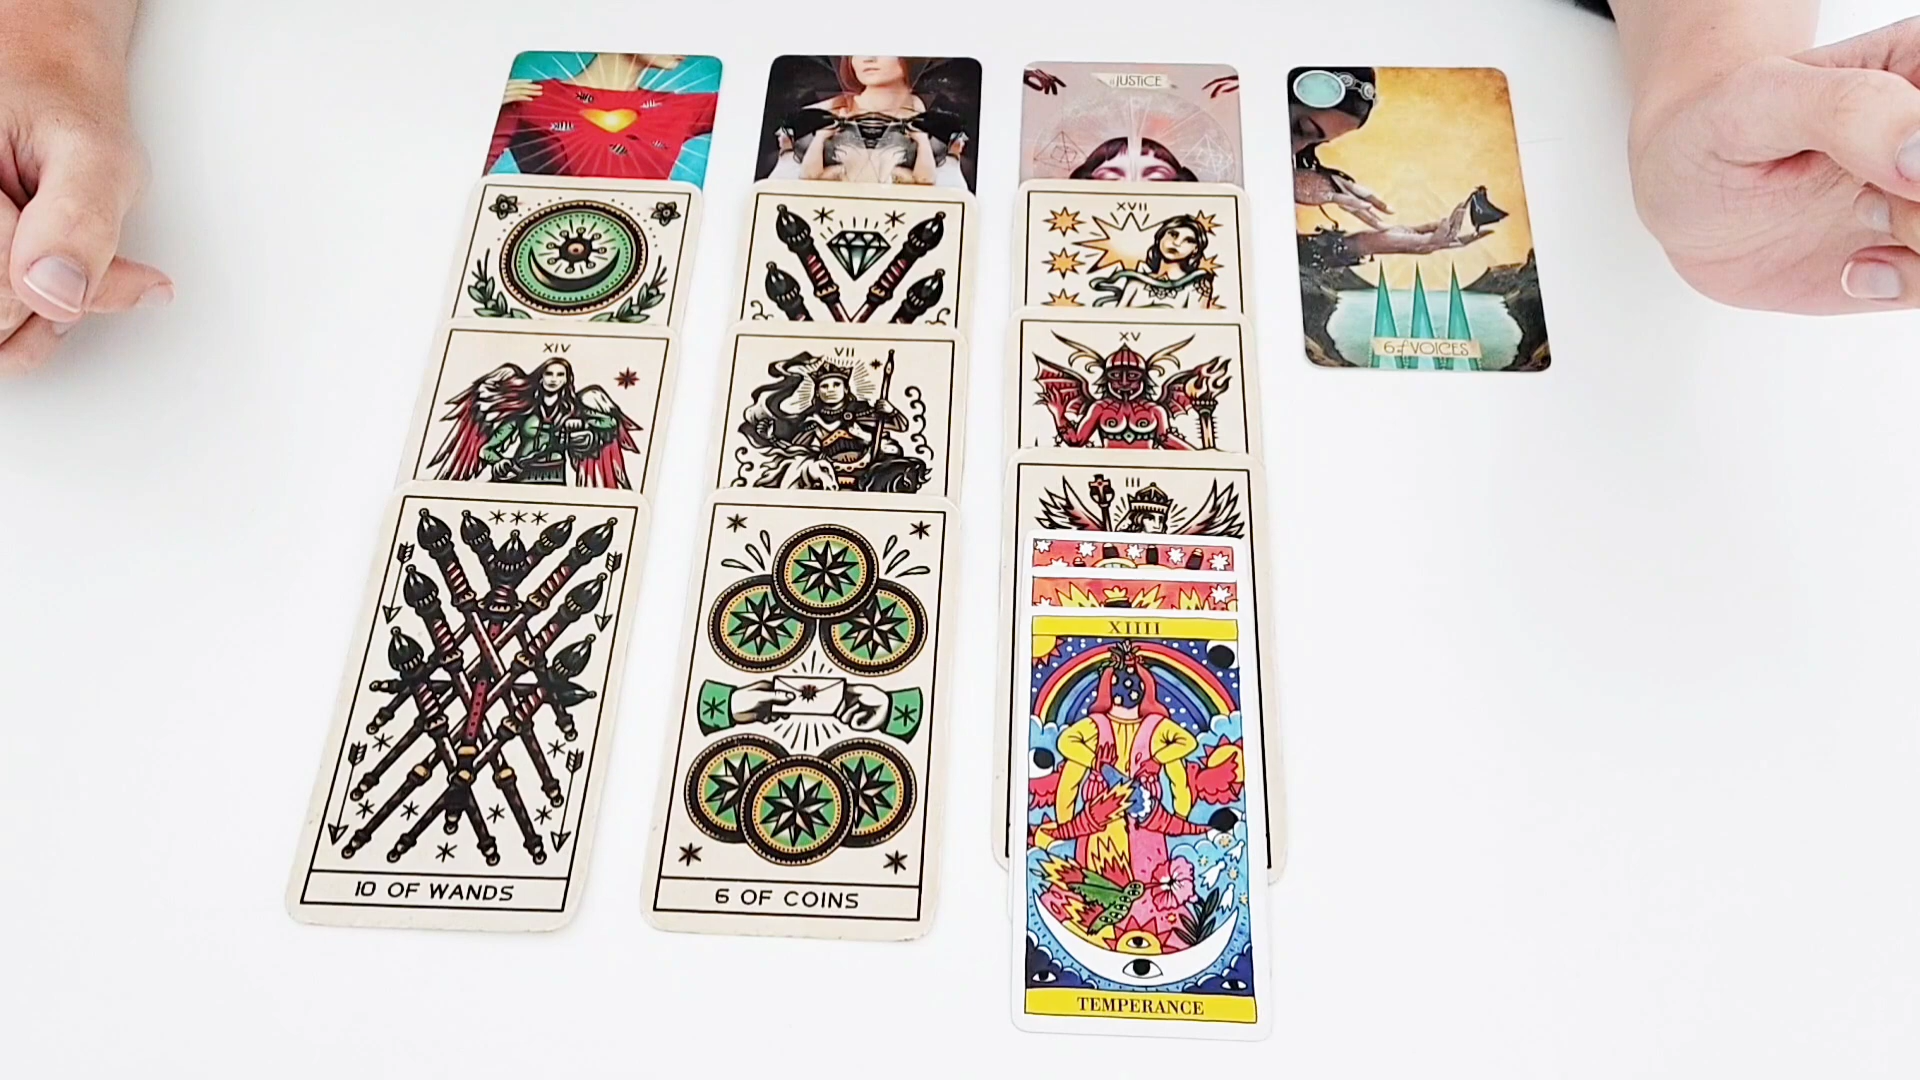 JUSTICE
6 of VOICES
XVII
XIV
VII
XV
III
XIIII
10 OF WANDS
6 OF COINS
TEMPERANCE